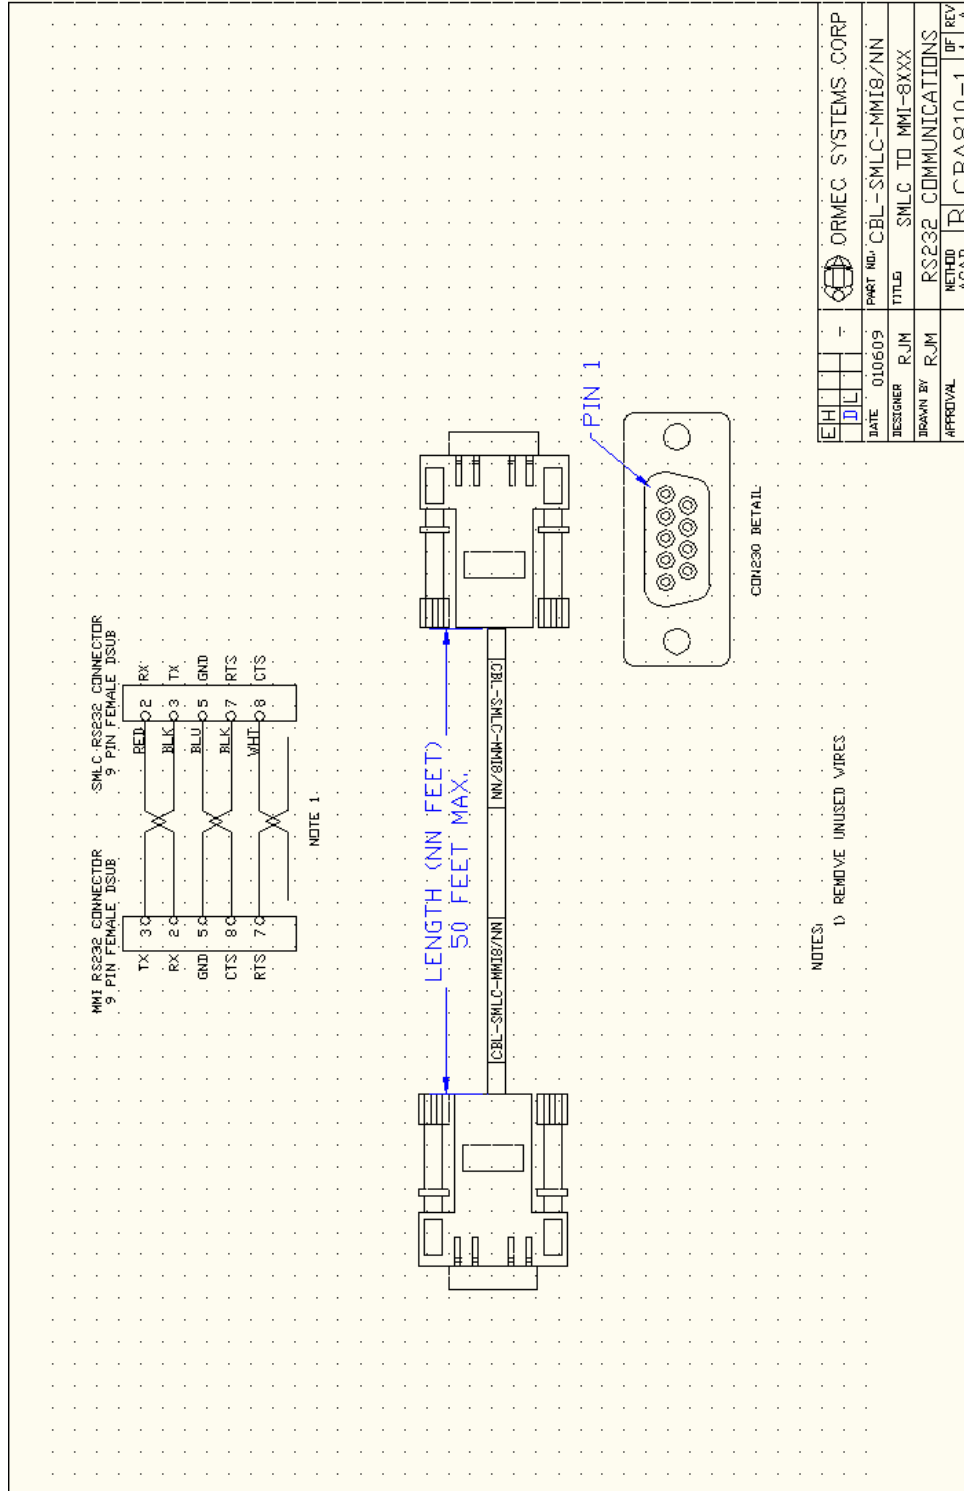 MMI RS232 CONNECTOR
9 PIN FEMALE DSUB
SMLC RS232 CONNECTOR
9 PIN FEMALE DSUB
TX 3 RED 2 RX
RX 2 BLK 3 TX
GND 5 BLU 5 GND
CTS 8 BLK 7 RTS
RTS 7 WHT 8 CTS
NOTE 1
LENGTH (NN FEET)
50 FEET MAX.
CBL-SMLC-MMI8/NN
CBL-SMLC-MMI8/NN
PIN 1
CON230 DETAIL
NOTES:
1) REMOVE UNUSED WIRES
E H -
D L
ORMEC SYSTEMS CORP
DATE 010609
PART NO. CBL-SMLC-MMI8/NN
DESIGNER RJM
TITLE: SMLC TO MMI-8XXX
DRAWN BY RJM
RS232 COMMUNICATIONS
APPROVAL
METHOD
OF REV